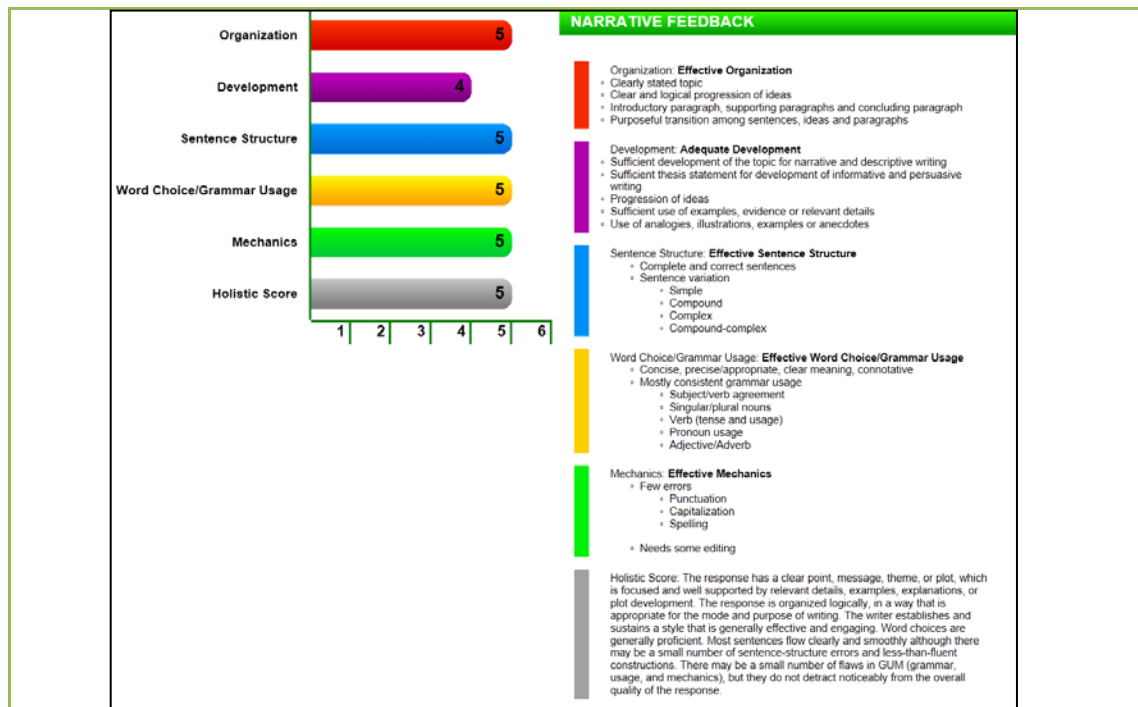 Organization
5
Development
4
Sentence Structure
5
Word Choice/Grammar Usage
5
Mechanics
5
Holistic Score
5
1 2 3 4 5 6
NARRATIVE FEEDBACK
Organization: Effective Organization
Clearly stated topic
Clear and logical progression of ideas
Introductory paragraph, supporting paragraphs and concluding paragraph
Purposeful transition among sentences, ideas and paragraphs
Development: Adequate Development
Sufficient development of the topic for narrative and descriptive writing
Sufficient thesis statement for development of informative and persuasive
writing
Progression of ideas
Sufficient use of examples, evidence or relevant details
Use of analogies, illustrations, examples or anecdotes
Sentence Structure: Effective Sentence Structure
Complete and correct sentences
Sentence variation
Simple
Compound
Complex
Compound-complex
Word Choice/Grammar Usage: Effective Word Choice/Grammar Usage
Concise, precise/appropriate, clear meaning, connotative
Mostly consistent grammar usage
Subject/verb agreement
Singular/plural nouns
Verb (tense and usage)
Pronoun usage
Adjective/Adverb
Mechanics: Effective Mechanics
Few errors
Punctuation
Capitalization
Spelling
Needs some editing
Holistic Score: The response has a clear point, message, theme, or plot, which
is focused and well supported by relevant details, examples, explanations, or
plot development. The response is organized logically, in a way that is
appropriate for the mode and purpose of writing. The writer establishes and
sustains a style that is generally effective and engaging. Word choices are
generally proficient. Most sentences flow clearly and smoothly although there
may be a small number of sentence-structure errors and less-than-fluent
constructions. There may be a small number of flaws in GUM (grammar,
usage, and mechanics), but they do not detract noticeably from the overall
quality of the response.